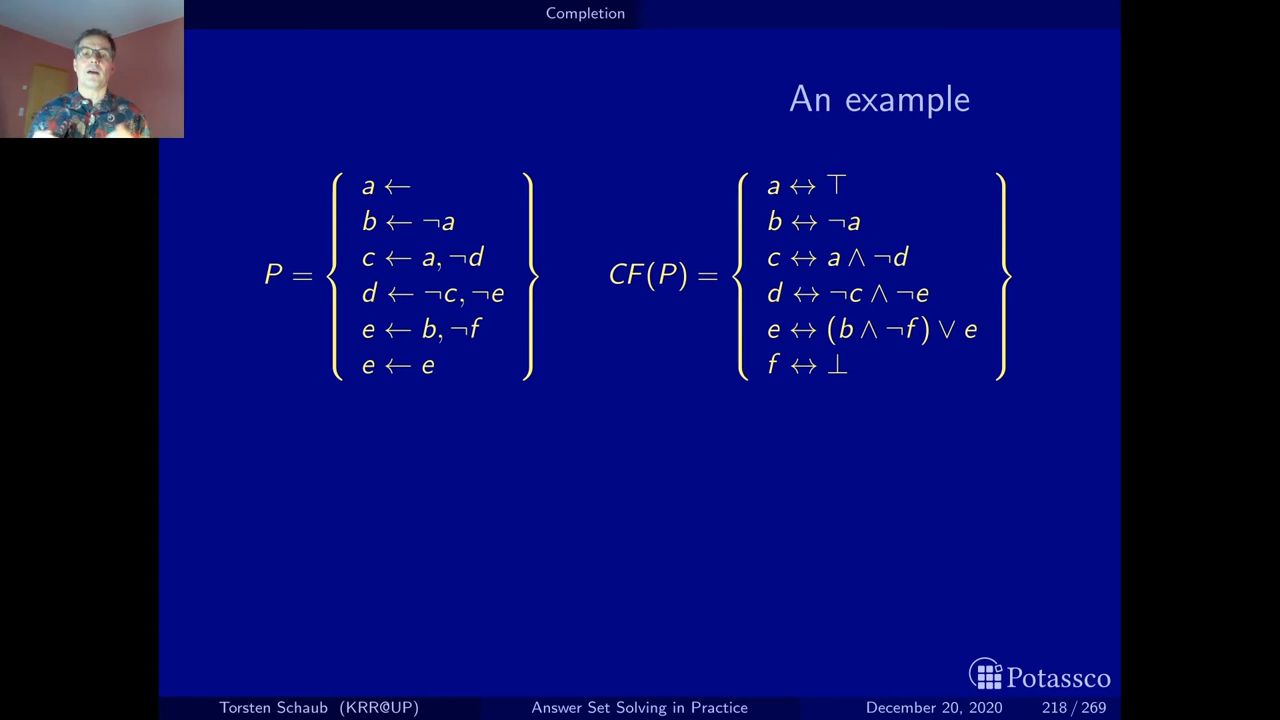 Completion
An example
P = { a ←
b ← ¬a
c ← a, ¬d
d ← ¬c, ¬e
e ← b, ¬f
e ← e }
CF(P) = { a ↔ ⊤
b ↔ ¬a
c ↔ a ∧ ¬d
d ↔ ¬c ∧ ¬e
e ↔ (b ∧ ¬f) ∨ e
f ↔ ⊥ }
Potassco
Torsten Schaub (KRR@UP) Answer Set Solving in Practice December 20, 2020 218 / 269